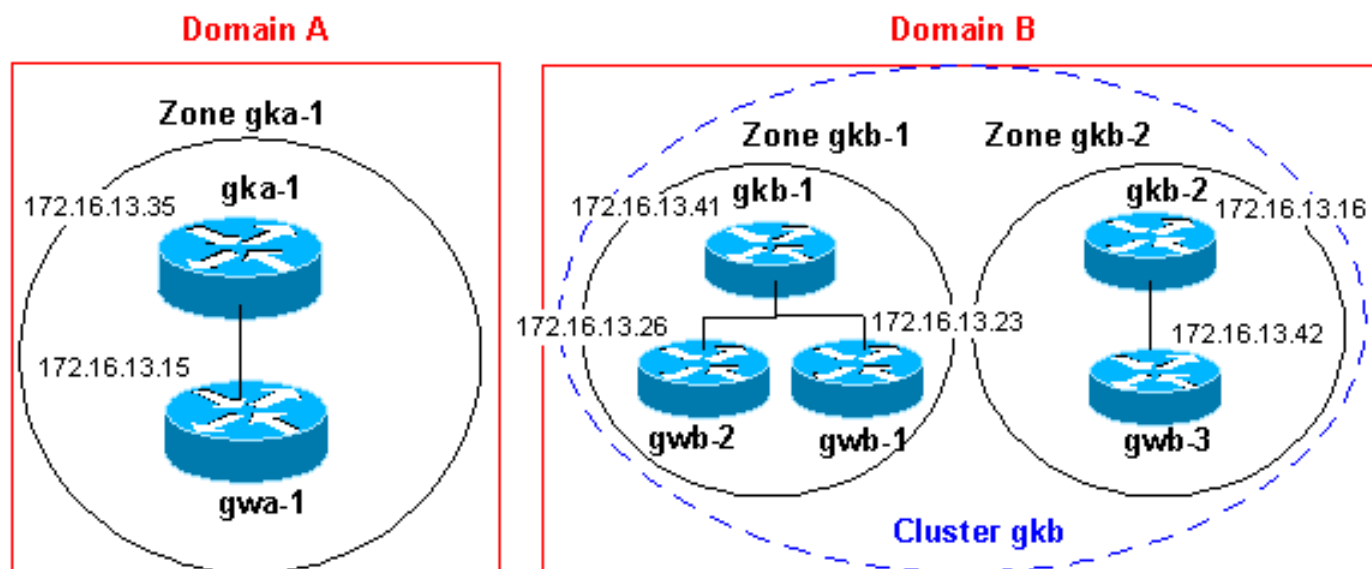 Domain A
Domain B
Zone gka-1
gka-1
172.16.13.35
172.16.13.15
gwa-1
Zone gkb-1
Zone gkb-2
gkb-1
172.16.13.41
172.16.13.26
172.16.13.23
gwb-2
gwb-1
gkb-2
172.16.13.16
172.16.13.42
gwb-3
Cluster gkb